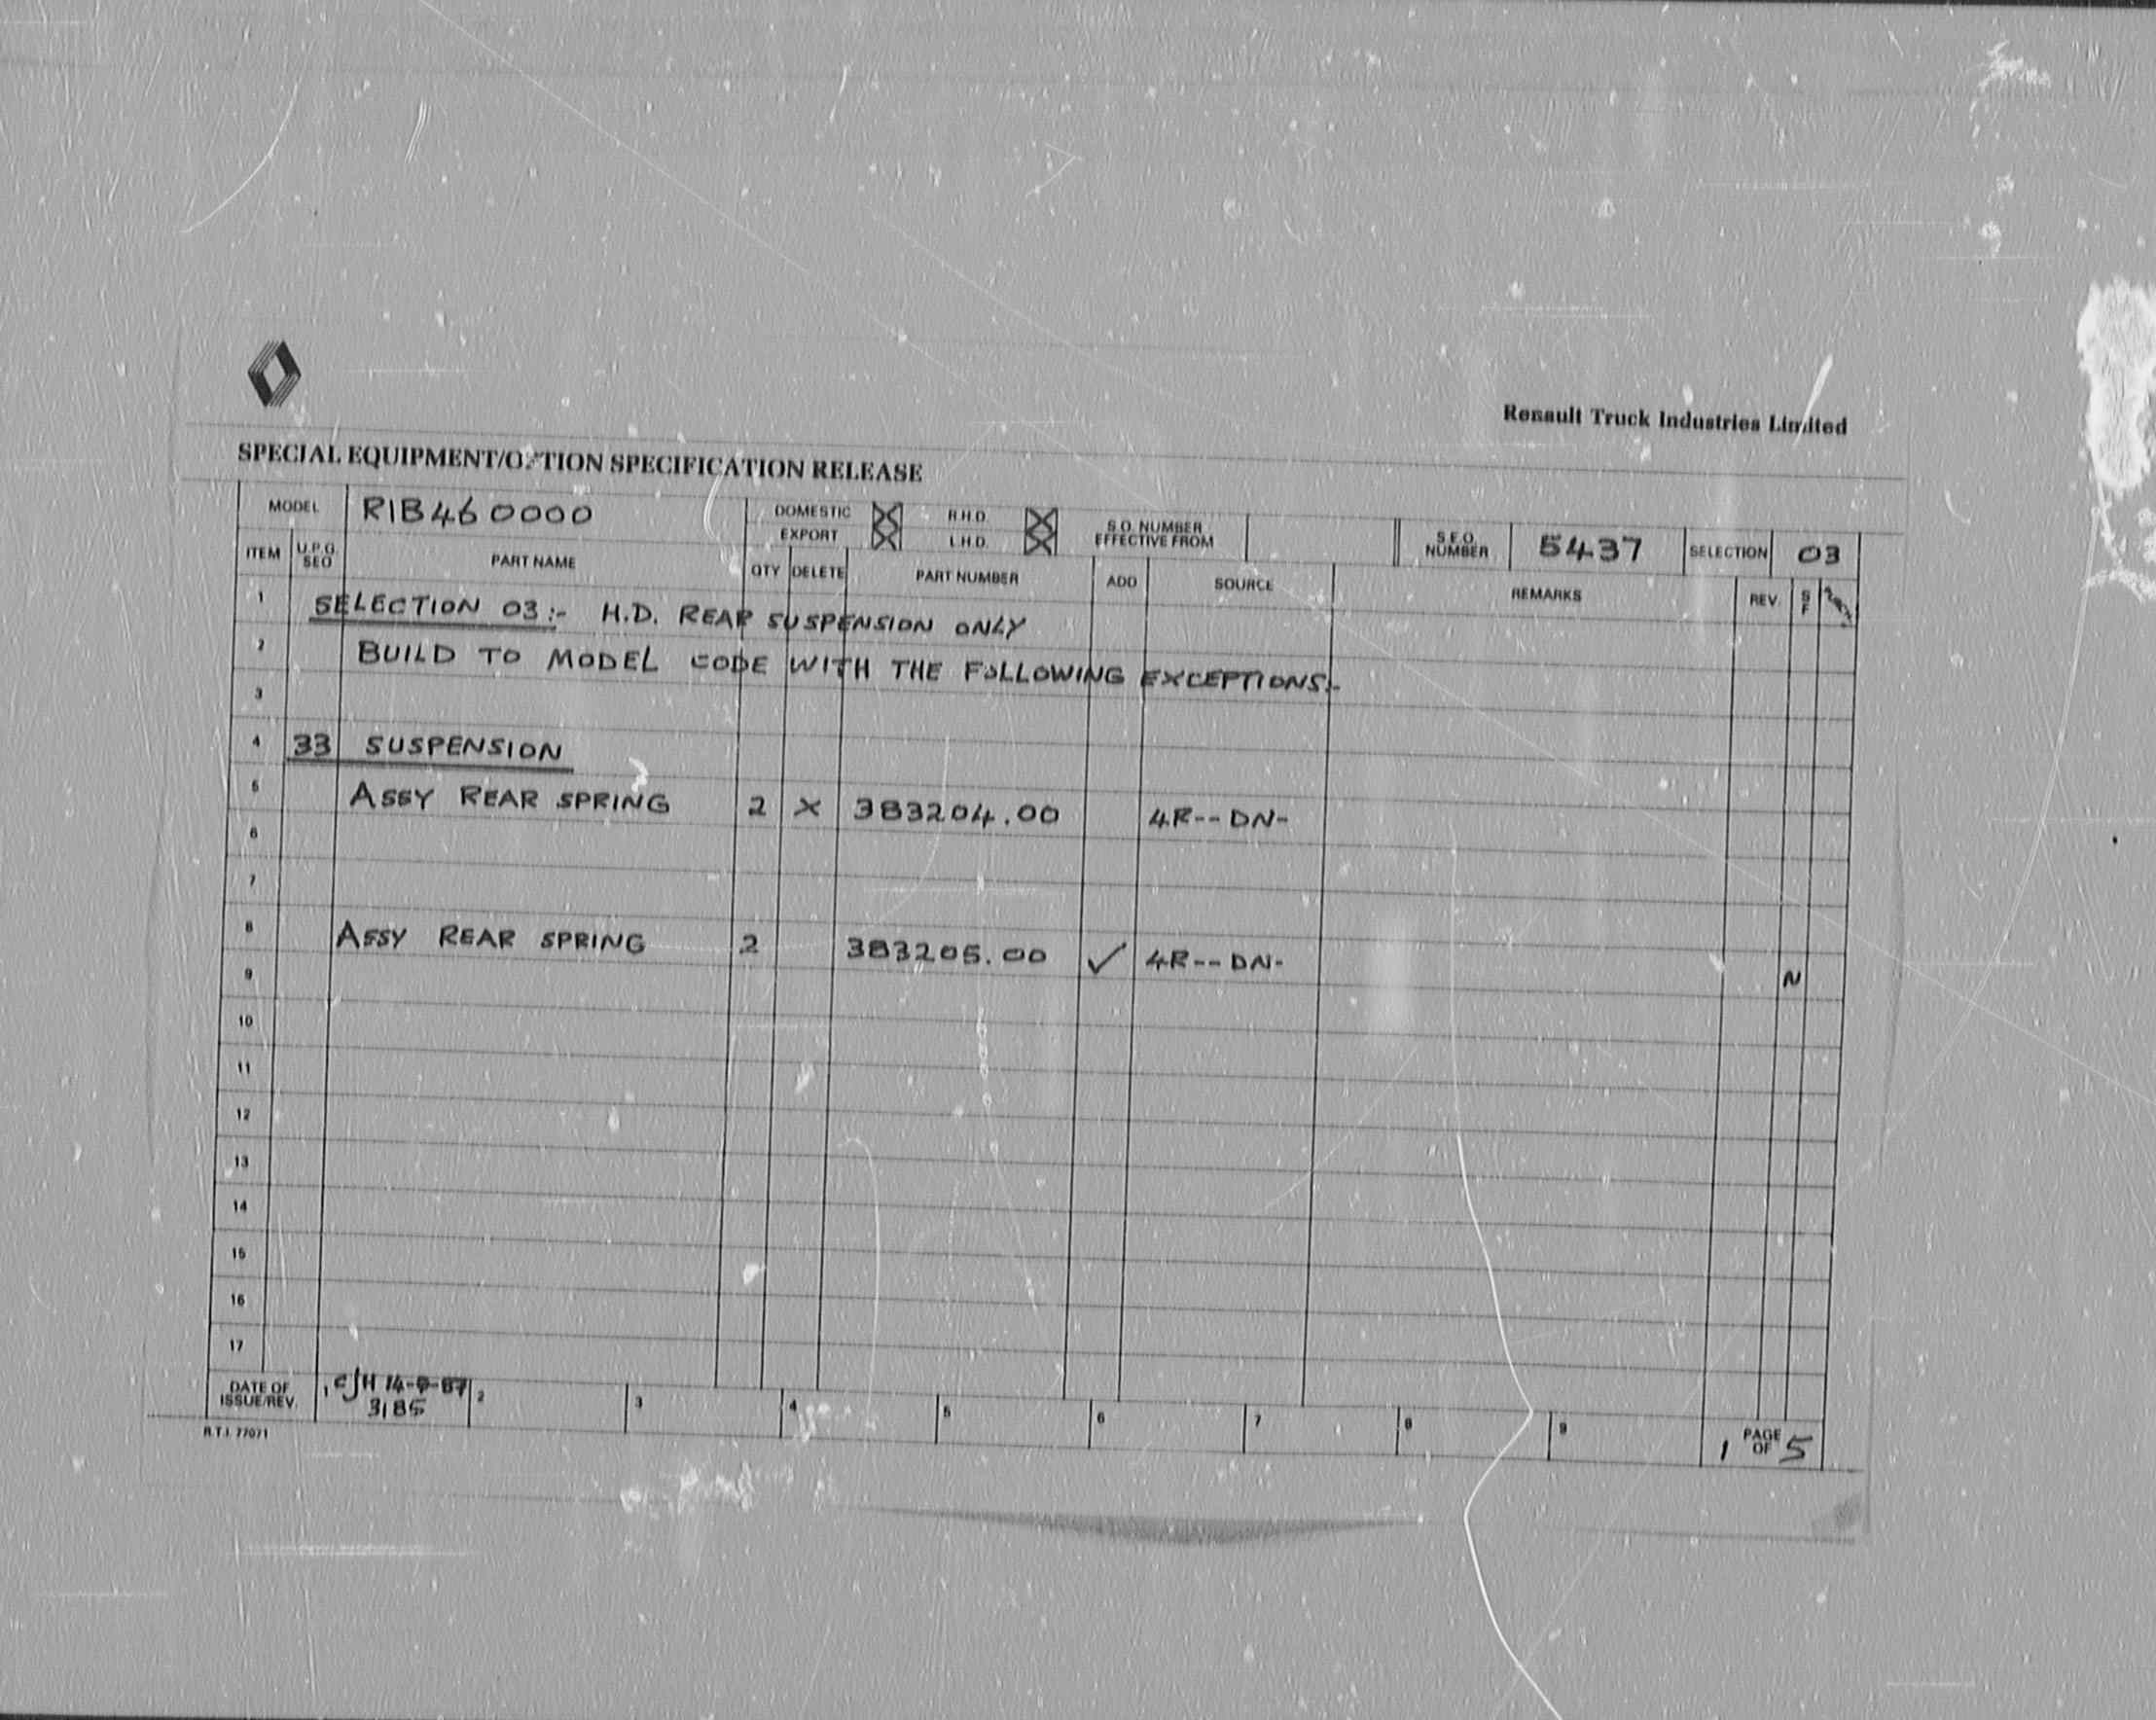 Renault Truck Industries Limited
SPECIAL EQUIPMENT/OPTION SPECIFICATION RELEASE
MODEL R1B460000 DOMESTIC EXPORT R.H.D. L.H.D. S.O. NUMBER EFFECTIVE FROM S.E.O. NUMBER 5437 SELECTION 03
ITEM U.P.G. SEO PART NAME QTY DELETE PART NUMBER ADD SOURCE REMARKS REV. S F
1 SELECTION 03:- H.D. REAR SUSPENSION ONLY
2 BUILD TO MODEL CODE WITH THE FOLLOWING EXCEPTIONS:-
3
4 33 SUSPENSION
5 ASSY REAR SPRING 2 X 383204.00 4R--DN-
6
7
8 ASSY REAR SPRING 2 383205.00 ✓ 4R--DN-
9 N
10
11
12
13
14
15
16
17
DATE OF ISSUE/REV. 1 CJH 2 3 4 5 6 7 8 9
3185
1 PAGE OF 5
R.T.I. 77071